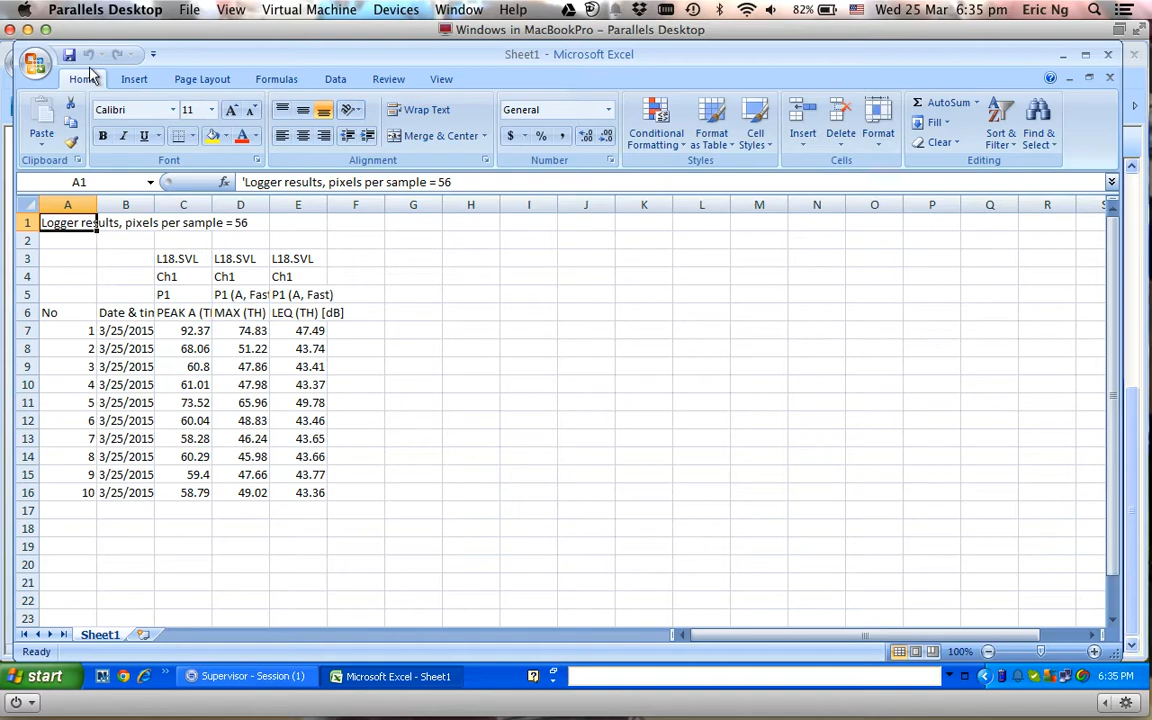 Parallels Desktop File View Virtual Machine Devices Window Help 82% Wed 25 Mar 6:35 pm Eric Ng
Windows in MacBookPro - Parallels Desktop
Sheet1 - Microsoft Excel
Home Insert Page Layout Formulas Data Review View
Calibri 11 Wrap Text General AutoSum
Paste Fill
Merge & Center Conditional Formatting Format as Table Cell Styles Insert Delete Format Clear Sort & Filter Find & Select
Clipboard Font Alignment Number Styles Cells Editing
A1 fx 'Logger results, pixels per sample = 56
A B C D E F G H I J K L M N O P Q R S
1 Logger results, pixels per sample = 56
2
3 L18.SVL L18.SVL L18.SVL
4 Ch1 Ch1 Ch1
5 P1 P1 (A, Fast P1 (A, Fast)
6 No Date & tim PEAK A (TH MAX (TH) LEQ (TH) [dB]
7 1 3/25/2015 92.37 74.83 47.49
8 2 3/25/2015 68.06 51.22 43.74
9 3 3/25/2015 60.8 47.86 43.41
10 4 3/25/2015 61.01 47.98 43.37
11 5 3/25/2015 73.52 65.96 49.78
12 6 3/25/2015 60.04 48.83 43.46
13 7 3/25/2015 58.28 46.24 43.65
14 8 3/25/2015 60.29 45.98 43.66
15 9 3/25/2015 59.4 47.66 43.77
16 10 3/25/2015 58.79 49.02 43.36
17
18
19
20
21
22
23
Sheet1
Ready 100%
start Supervisor - Session (1) Microsoft Excel - Sheet1 6:35 PM